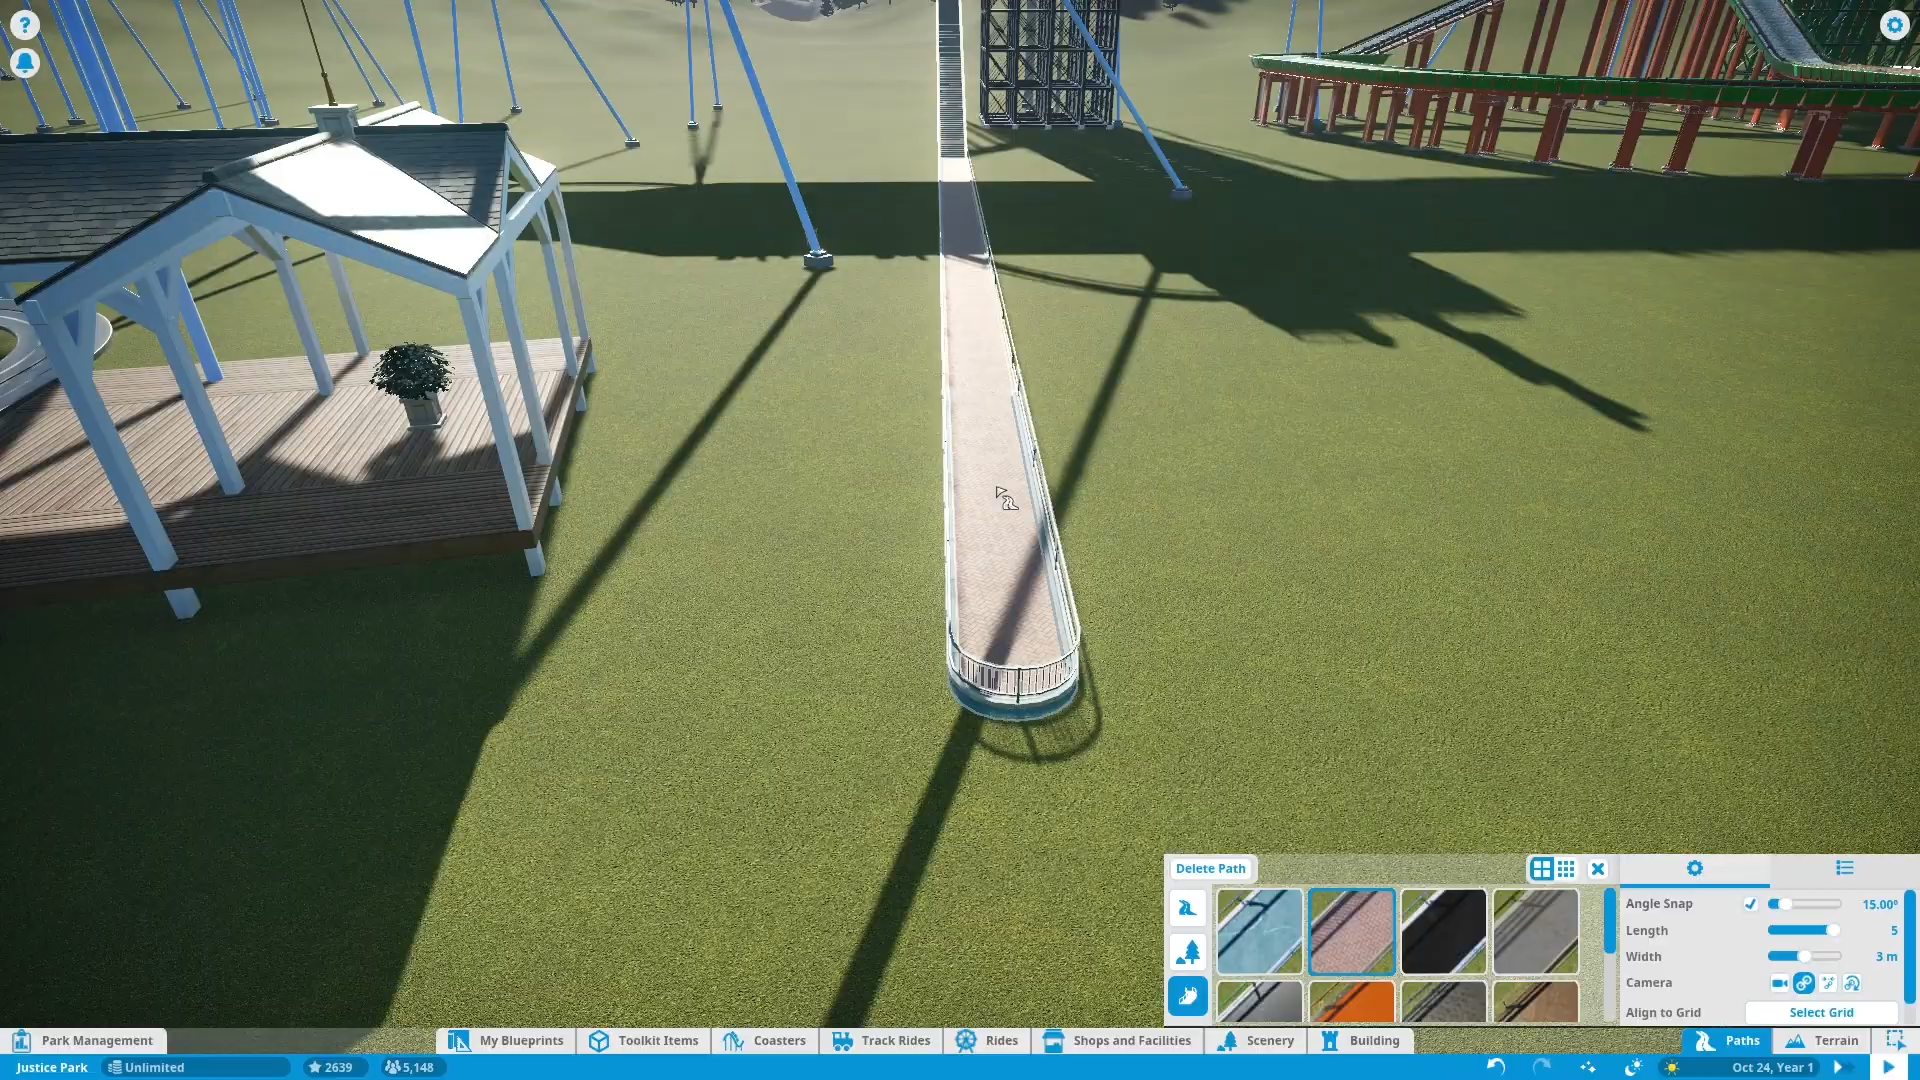 ?
Delete Path
Angle Snap 15.00°
Length 5
Width 3 m
Camera
Align to Grid Select Grid
Park Management My Blueprints Toolkit Items Coasters Track Rides Rides Shops and Facilities Scenery Building Paths Terrain
Justice Park Unlimited 2639 5,148 Oct 24, Year 1